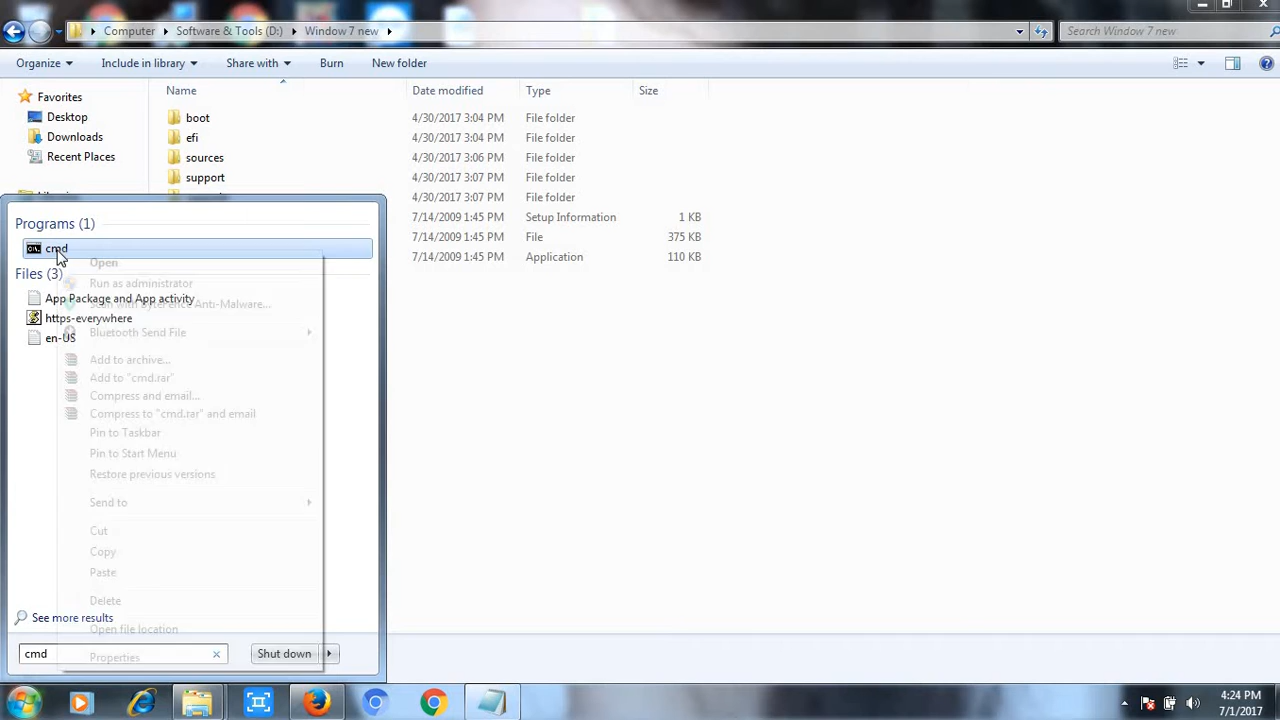 Computer Software & Tools (D:) Window 7 new
Search Window 7 new
Organize Include in library Share with Burn New folder
Name Date modified Type Size
Favorites
Desktop
Downloads
Recent Places
boot 4/30/2017 3:04 PM File folder
efi 4/30/2017 3:04 PM File folder
sources 4/30/2017 3:06 PM File folder
support 4/30/2017 3:07 PM File folder
4/30/2017 3:07 PM File folder
7/14/2009 1:45 PM Setup Information 1 KB
7/14/2009 1:45 PM File 375 KB
7/14/2009 1:45 PM Application 110 KB
Programs (1)
cmd
Files (3)
App Package and App activity
https-everywhere
en-US
Open
Run as administrator
Scan with ByteFence Anti-Malware...
Bluetooth Send File
Add to archive...
Add to "cmd.rar"
Compress and email...
Compress to "cmd.rar" and email
Pin to Taskbar
Pin to Start Menu
Restore previous versions
Send to
Cut
Copy
Paste
Delete
Open file location
Properties
See more results
cmd
Shut down
4:24 PM
7/1/2017